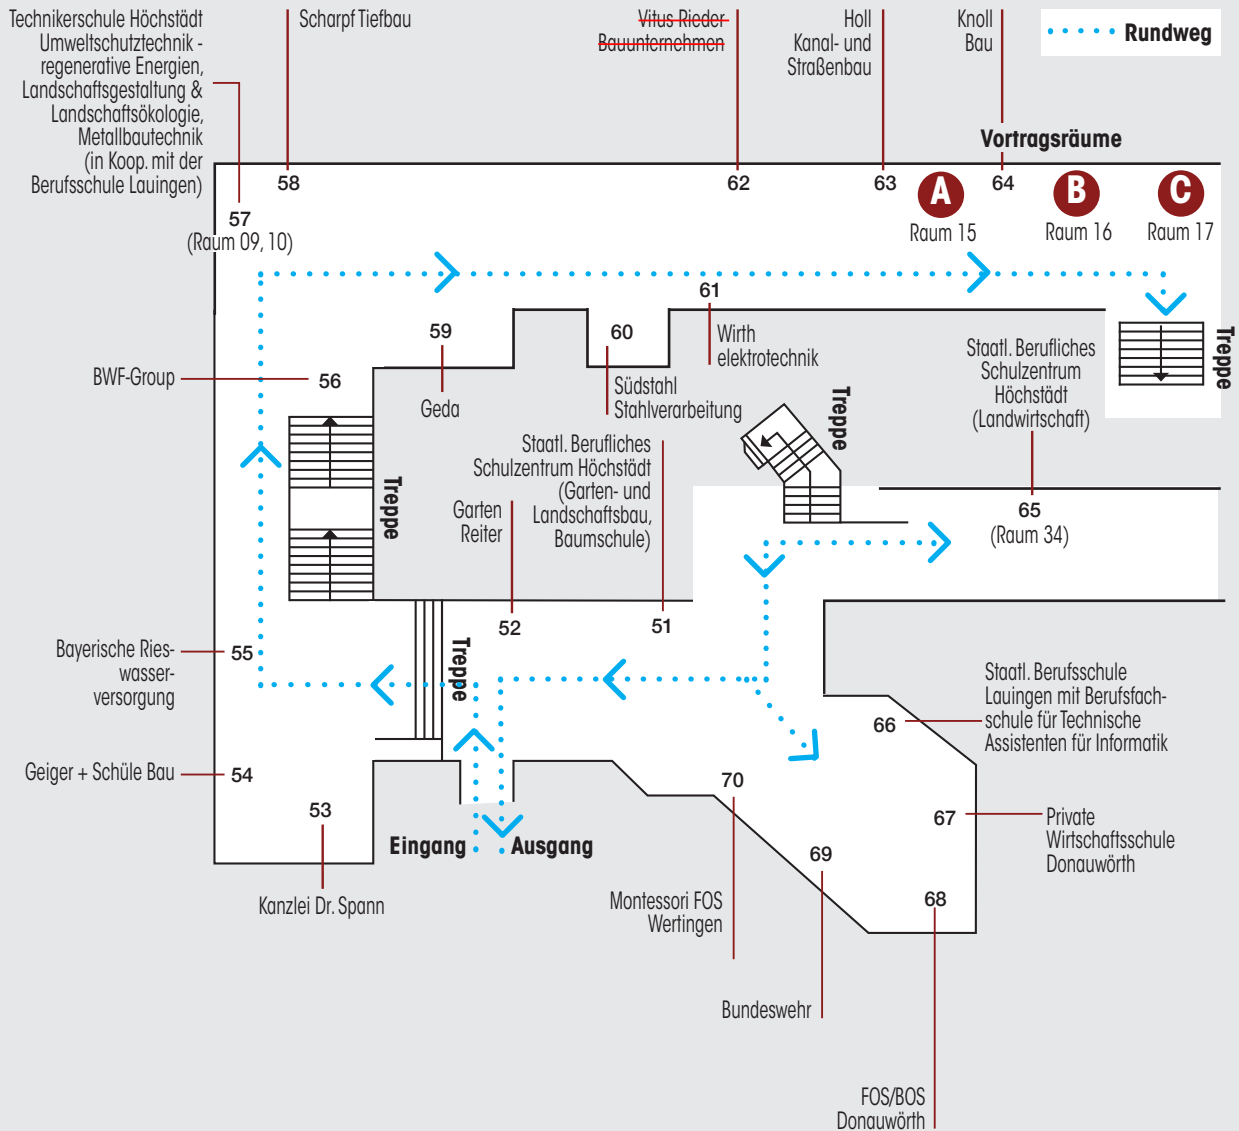 Technikerschule Höchstädt
Umweltschutztechnik -
regenerative Energien,
Landschaftsgestaltung &
Landschaftsökologie,
Metallbautechnik
(in Koop. mit der
Berufsschule Lauingen)
Scharpf Tiefbau
Vitus Rieder
Bauunternehmen
Holl
Kanal- und
Straßenbau
Knoll
Bau
Rundweg
Vortragsräume
58
62
63
64
A
B
C
57
(Raum 09, 10)
Raum 15
Raum 16
Raum 17
61
59
60
Wirth
elektrotechnik
Treppe
BWF-Group
56
Geda
Südstahl
Stahlverarbeitung
Treppe
Staatl. Berufliches
Schulzentrum
Höchstädt
(Landwirtschaft)
Staatl. Berufliches
Schulzentrum Höchstädt
(Garten- und
Landschaftsbau,
Baumschule)
Treppe
Garten
Reiter
65
(Raum 34)
52
51
Bayerische Ries-
wasser-
versorgung
55
Treppe
Staatl. Berufsschule
Lauingen mit Berufsfach-
schule für Technische
Assistenten für Informatik
66
Geiger + Schüle Bau
54
70
53
67
Private
Wirtschaftsschule
Donauwörth
Eingang
Ausgang
69
68
Kanzlei Dr. Spann
Montessori FOS
Wertingen
Bundeswehr
FOS/BOS
Donauwörth